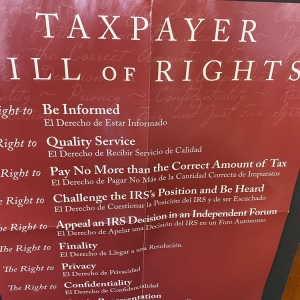 TAXPAYER
ILL OF RIGHTS
Right to Be Informed
El Derecho de Estar Informado
Right to Quality Service
El Derecho de Recibir Servicio de Calidad
Right to Pay No More than the Correct Amount of Tax
El Derecho de Pagar No Más de la Cantidad Correcta de Impuestos
The Right to Challenge the IRS's Position and Be Heard
El Derecho de Cuestionar la Posición del IRS y de ser Escuchado
The Right to Appeal an IRS Decision in an Independent Forum
El Derecho de Apelar una Decisión del IRS en un Foro Autónomo
The Right to Finality
El Derecho de Llegar a una Resolución
The Right to Privacy
El Derecho de Privacidad
The Right to Confidentiality
El Derecho de Confidencialidad
Representation